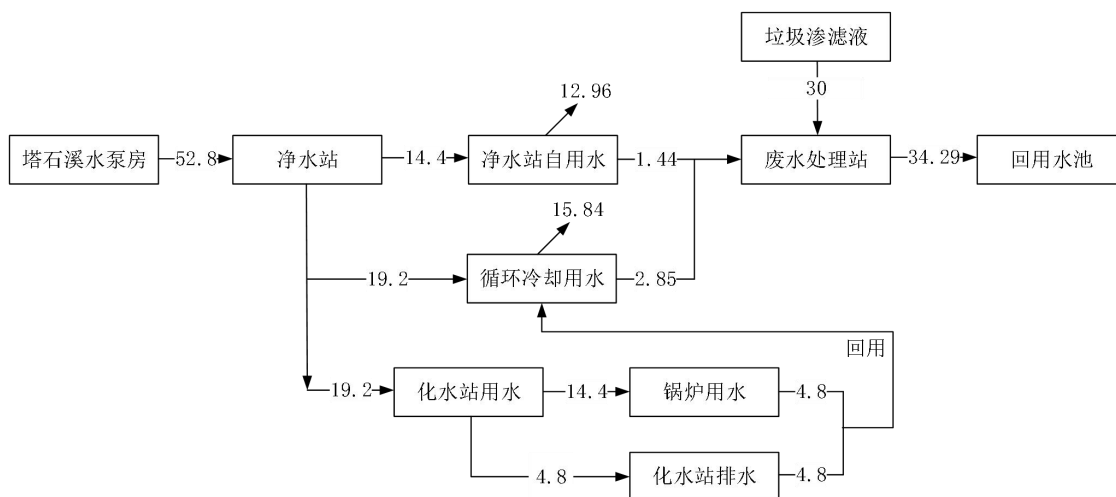 垃圾渗滤液
30
12.96
塔石溪水泵房
52.8
净水站
14.4
净水站自用水
1.44
废水处理站
34.29
回用水池
15.84
19.2
循环冷却用水
2.85
回用
19.2
化水站用水
14.4
锅炉用水
4.8
4.8
化水站排水
4.8